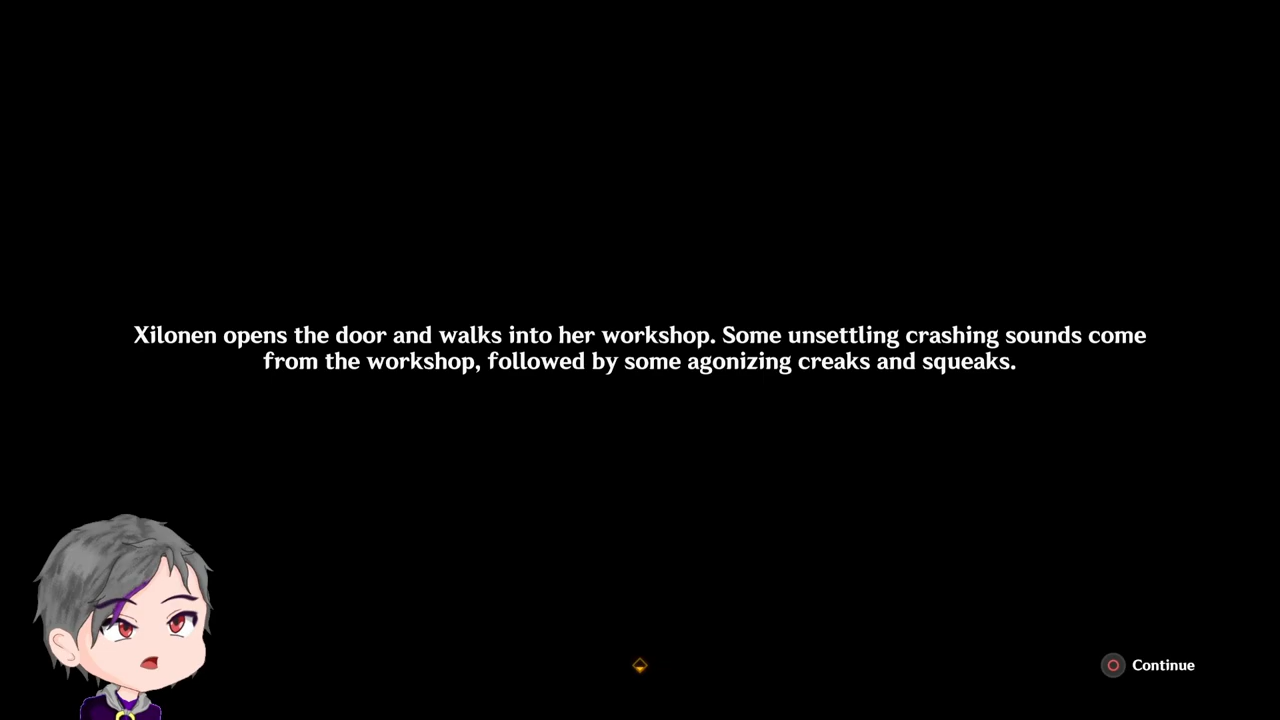 Xilonen opens the door and walks into her workshop. Some unsettling crashing sounds come
from the workshop, followed by some agonizing creaks and squeaks.
Continue